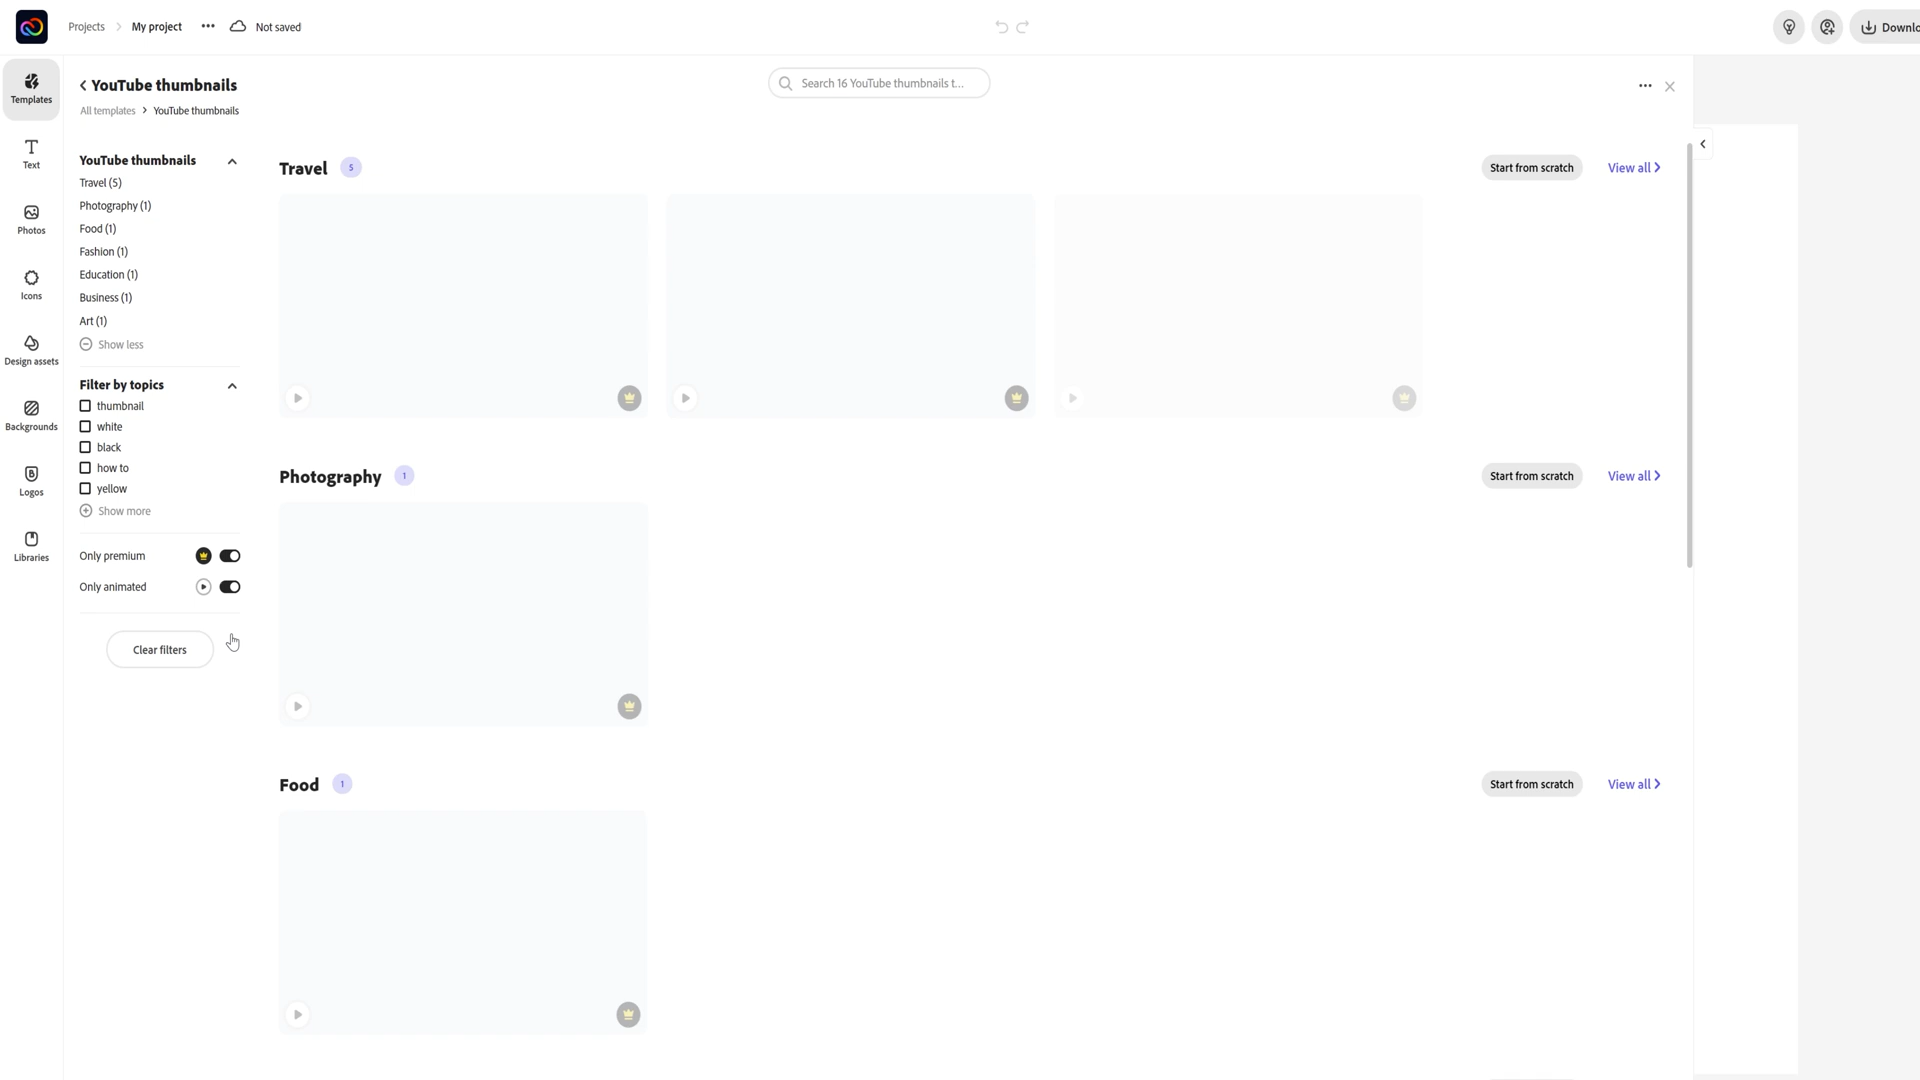 Projects > My project ••• Not saved
Downlo
Templates
Text
Photos
Icons
Design assets
Backgrounds
Logos
Libraries
YouTube thumbnails
All templates > YouTube thumbnails
Search 16 YouTube thumbnails t...
YouTube thumbnails
Travel (5)
Photography (1)
Food (1)
Fashion (1)
Education (1)
Business (1)
Art (1)
Show less
Filter by topics
thumbnail
white
black
how to
yellow
Show more
Only premium
Only animated
Clear filters
Travel 5
Start from scratch
View all
Photography 1
Start from scratch
View all
Food 1
Start from scratch
View all